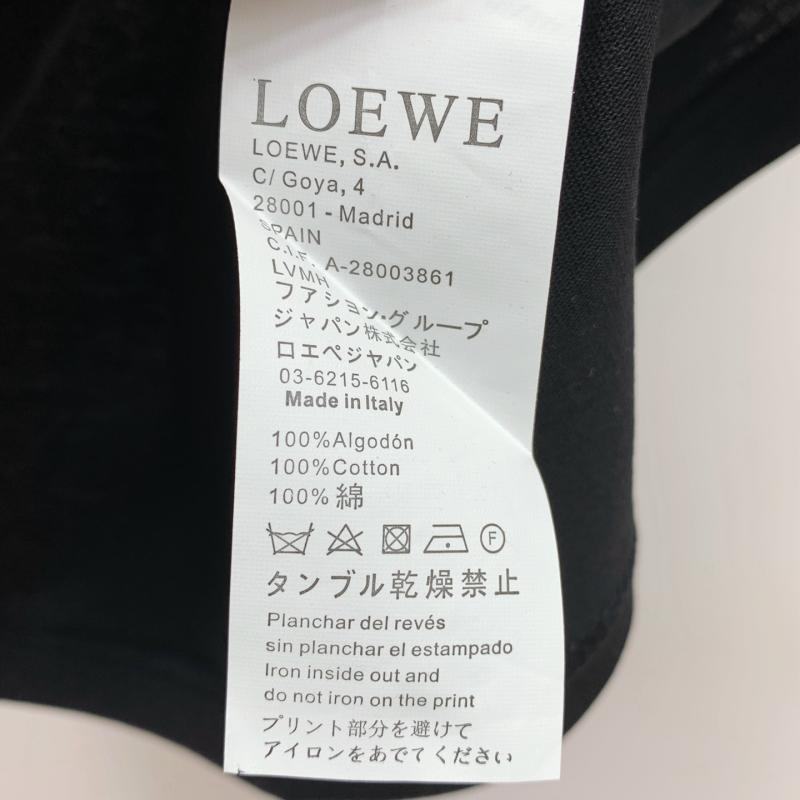 LOEWE
LOEWE, S.A.
C/ Goya, 4
28001 - Madrid
SPAIN
C.I.F. A-28003861
LVMH
ファション・グループ
ジャパン株式会社
ロエベジャパン
03-6215-6116
Made in Italy
100%Algodón
100%Cotton
100%綿
F
タンブル乾燥禁止
Planchar del revés
sin planchar el estampado
Iron inside out and
do not iron on the print
プリント部分を避けて
アイロンをあでてください